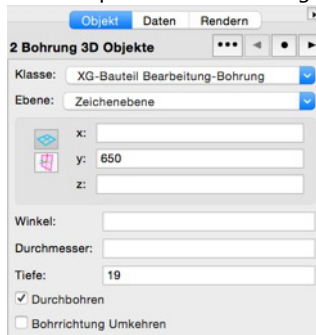 Objekt Daten Rendern
2 Bohrung 3D Objekte
Klasse: XG-Bauteil Bearbeitung-Bohrung
Ebene: Zeichenebene
x:
y: 650
z:
Winkel:
Durchmesser:
Tiefe: 19
Durchbohren
Bohrrichtung Umkehren